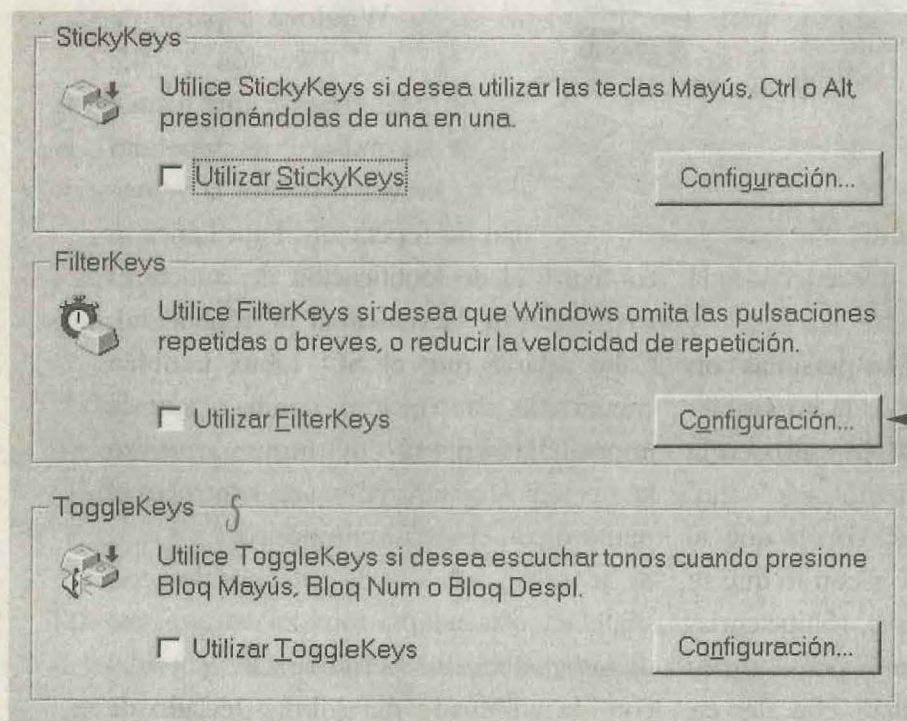 StickyKeys
Utilice StickyKeys si desea utilizar las teclas Mayús, Ctrl o Alt
presionándolas de una en una.
Utilizar StickyKeys
Configuración...
FilterKeys
Utilice FilterKeys si desea que Windows omita las pulsaciones
repetidas o breves, o reducir la velocidad de repetición.
Utilizar FilterKeys
Configuración...
ToggleKeys
Utilice ToggleKeys si desea escuchar tonos cuando presione
Bloq Mayús, Bloq Num o Bloq Despl.
Utilizar ToggleKeys
Configuración...